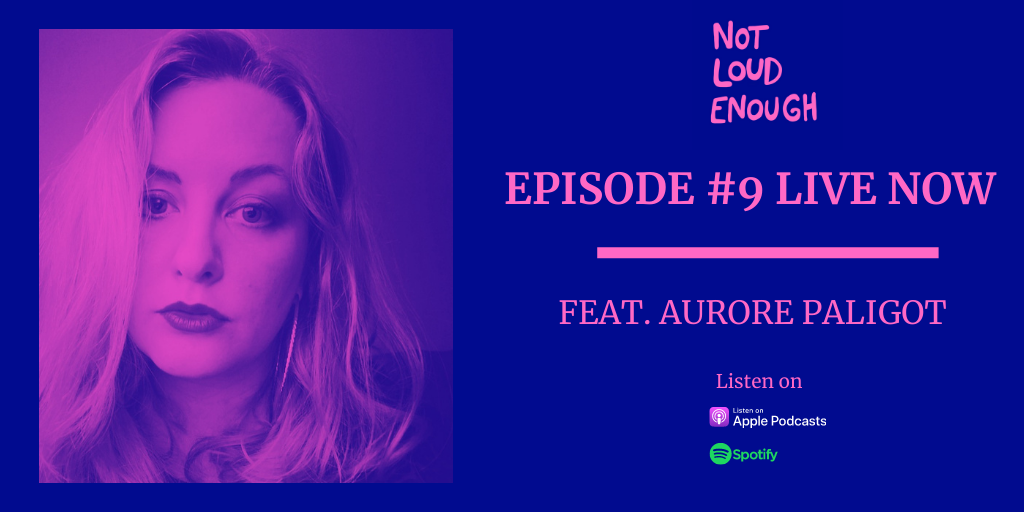 NOT
LOUD
ENOUGH
EPISODE #9 LIVE NOW
FEAT. AURORE PALIGOT
Listen on
Listen on
Apple Podcasts
Spotify